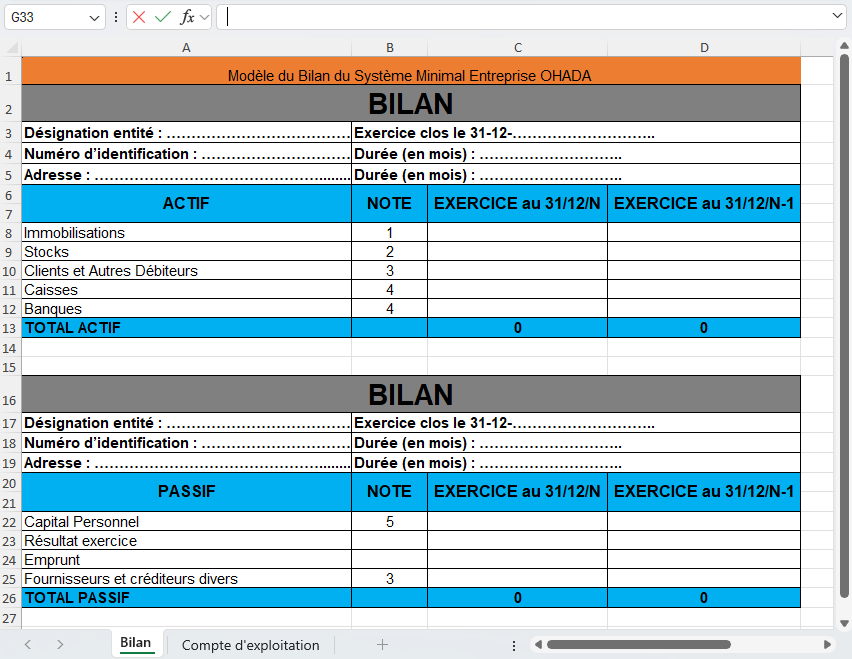 G33
fx
A B C D
1 Modèle du Bilan du Système Minimal Entreprise OHADA
2 BILAN
3 Désignation entité : ………………………………. Exercice clos le 31-12-………………………..
4 Numéro d’identification : ………………………… Durée (en mois) : ………………………..
5 Adresse : ………………………………………....... Durée (en mois) : ………………………..
6
7 ACTIF NOTE EXERCICE au 31/12/N EXERCICE au 31/12/N-1
8 Immobilisations 1
9 Stocks 2
10 Clients et Autres Débiteurs 3
11 Caisses 4
12 Banques 4
13 TOTAL ACTIF 0 0
14
15
16 BILAN
17 Désignation entité : ………………………………. Exercice clos le 31-12-………………………..
18 Numéro d’identification : ………………………… Durée (en mois) : ………………………..
19 Adresse : ………………………………………....... Durée (en mois) : ………………………..
20
21 PASSIF NOTE EXERCICE au 31/12/N EXERCICE au 31/12/N-1
22 Capital Personnel 5
23 Résultat exercice
24 Emprunt
25 Fournisseurs et créditeurs divers 3
26 TOTAL PASSIF 0 0
27
Bilan Compte d'exploitation